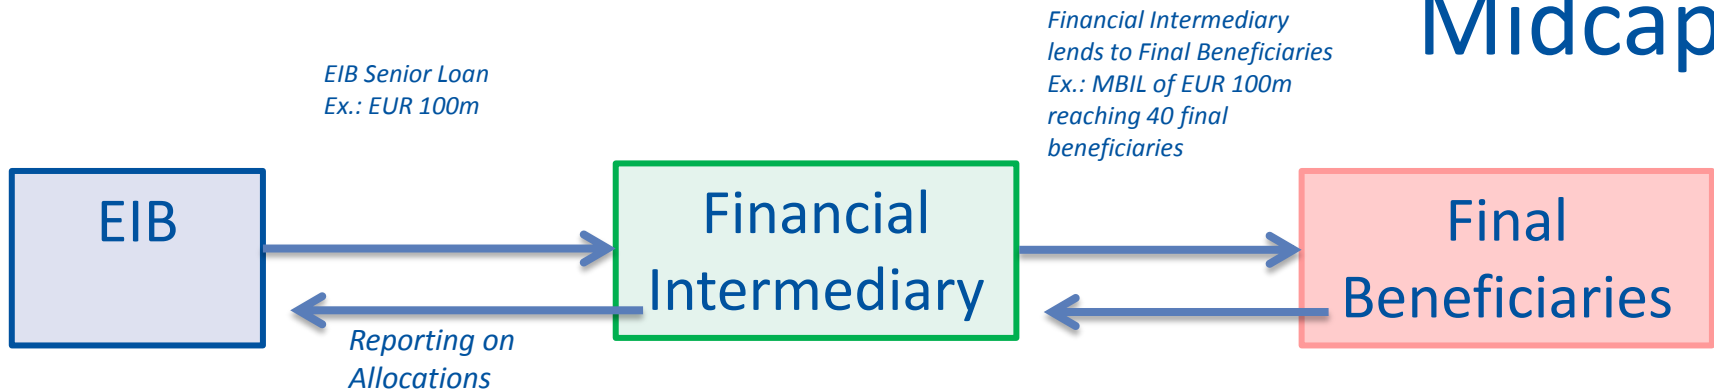 Midcap
Financial Intermediary
lends to Final Beneficiaries
Ex.: MBIL of EUR 100m
reaching 40 final
beneficiaries
EIB Senior Loan
Ex.: EUR 100m
EIB
Financial
Intermediary
Final
Beneficiaries
Reporting on
Allocations